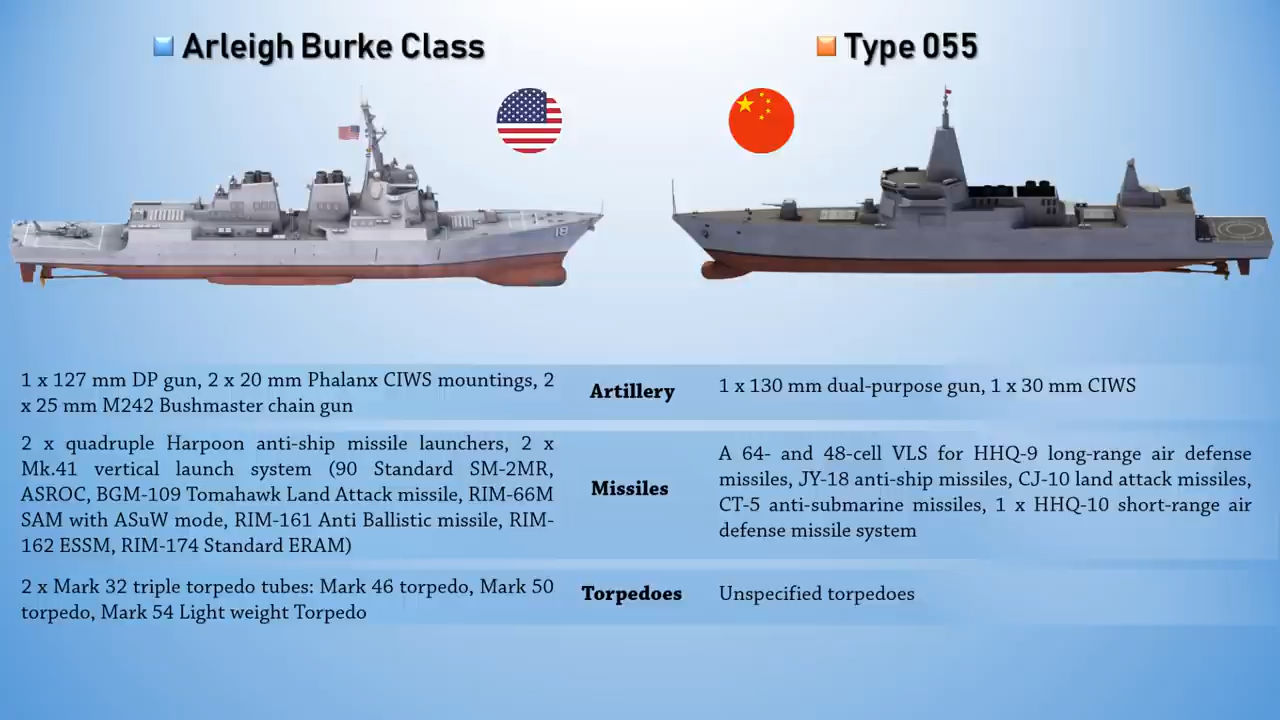 Arleigh Burke Class
Type 055
18
1 x 127 mm DP gun, 2 x 20 mm Phalanx CIWS mountings, 2
x 25 mm M242 Bushmaster chain gun
Artillery
1 x 130 mm dual-purpose gun, 1 x 30 mm CIWS
2 x quadruple Harpoon anti-ship missile launchers, 2 x
Mk.41 vertical launch system (90 Standard SM-2MR,
ASROC, BGM-109 Tomahawk Land Attack missile, RIM-66M
SAM with ASuW mode, RIM-161 Anti Ballistic missile, RIM-
162 ESSM, RIM-174 Standard ERAM)
Missiles
A 64- and 48-cell VLS for HHQ-9 long-range air defense
missiles, JY-18 anti-ship missiles, CJ-10 land attack missiles,
CT-5 anti-submarine missiles, 1 x HHQ-10 short-range air
defense missile system
2 x Mark 32 triple torpedo tubes: Mark 46 torpedo, Mark 50
torpedo, Mark 54 Light weight Torpedo
Torpedoes
Unspecified torpedoes